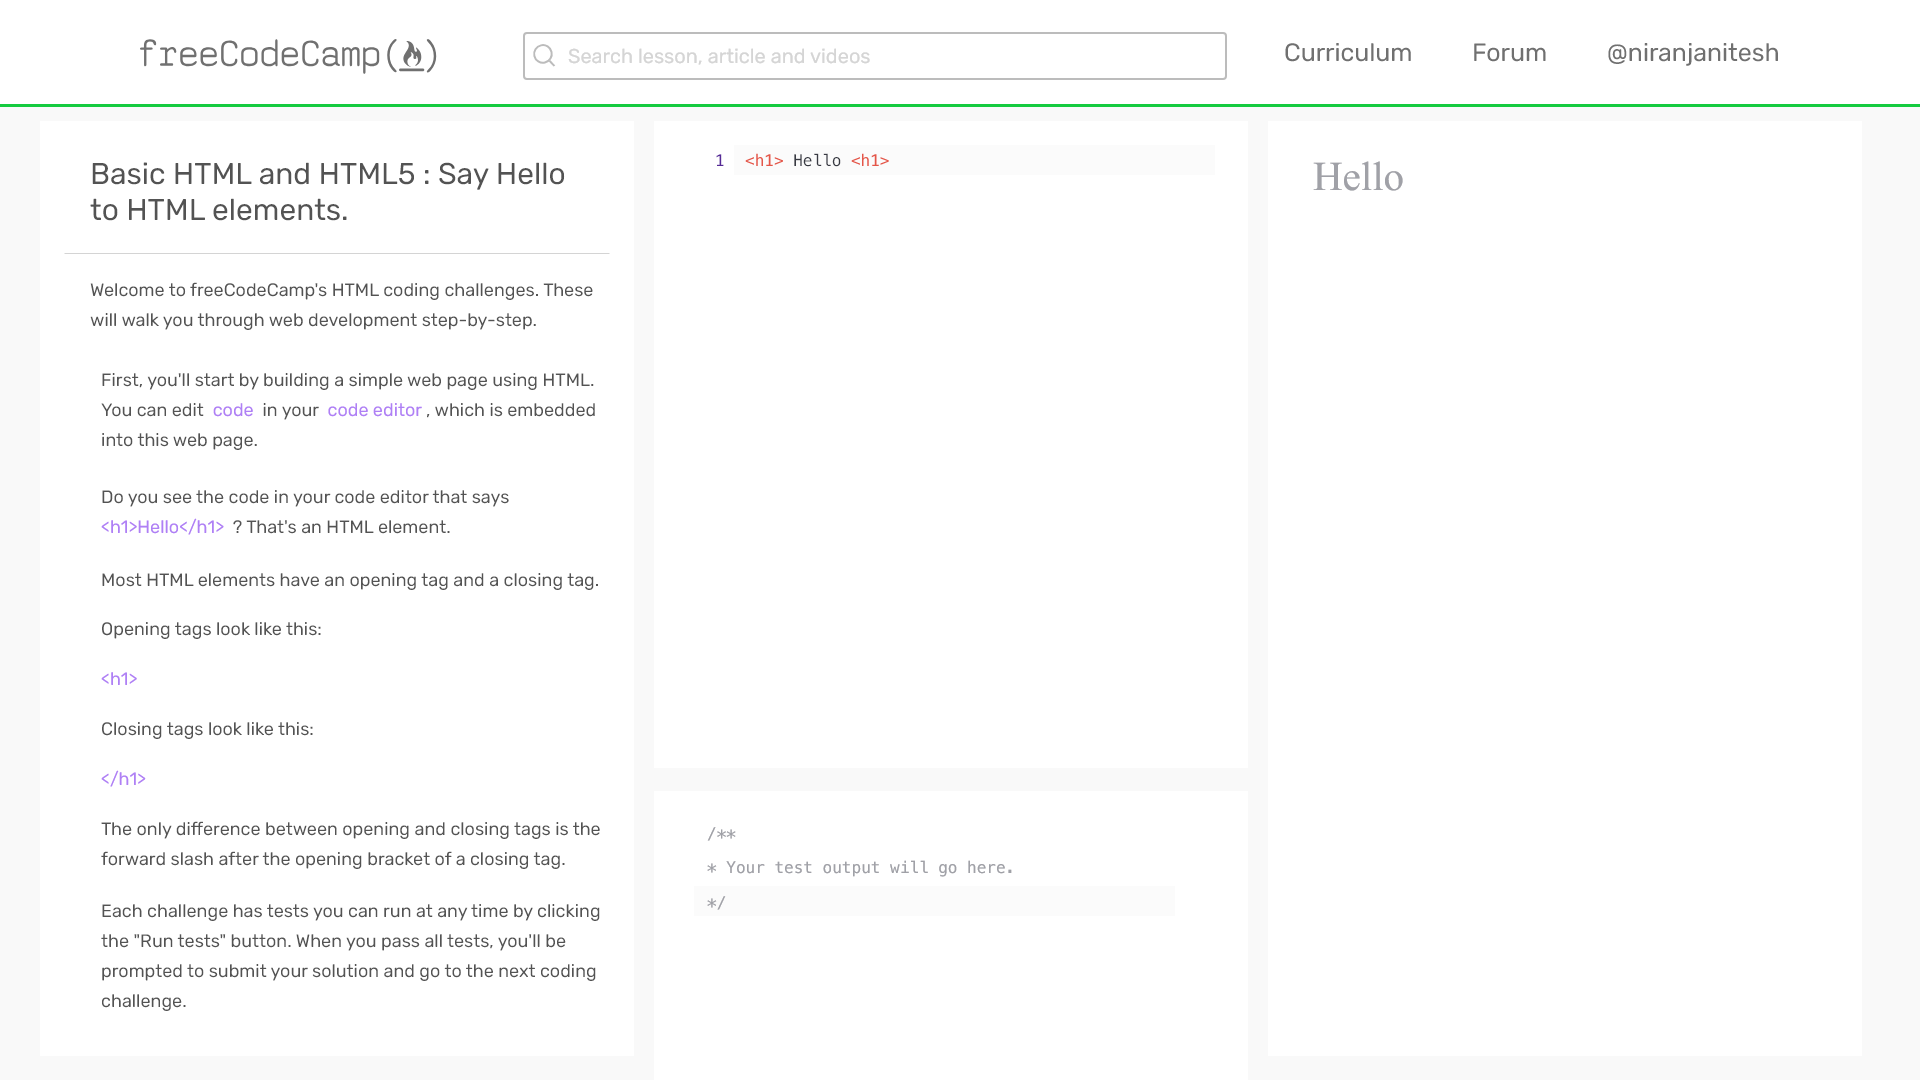 freeCodeCamp(🔥)
Search lesson, article and videos
Curriculum
Forum
@niranjanitesh
Basic HTML and HTML5 : Say Hello
to HTML elements.
Welcome to freeCodeCamp's HTML coding challenges. These
will walk you through web development step-by-step.
First, you'll start by building a simple web page using HTML.
You can edit code in your code editor , which is embedded
into this web page.
Do you see the code in your code editor that says
<h1>Hello</h1> ? That's an HTML element.
Most HTML elements have an opening tag and a closing tag.
Opening tags look like this:
<h1>
Closing tags look like this:
</h1>
The only difference between opening and closing tags is the
forward slash after the opening bracket of a closing tag.
Each challenge has tests you can run at any time by clicking
the "Run tests" button. When you pass all tests, you'll be
prompted to submit your solution and go to the next coding
challenge.
1 <h1> Hello <h1>
/**
* Your test output will go here.
*/
Hello